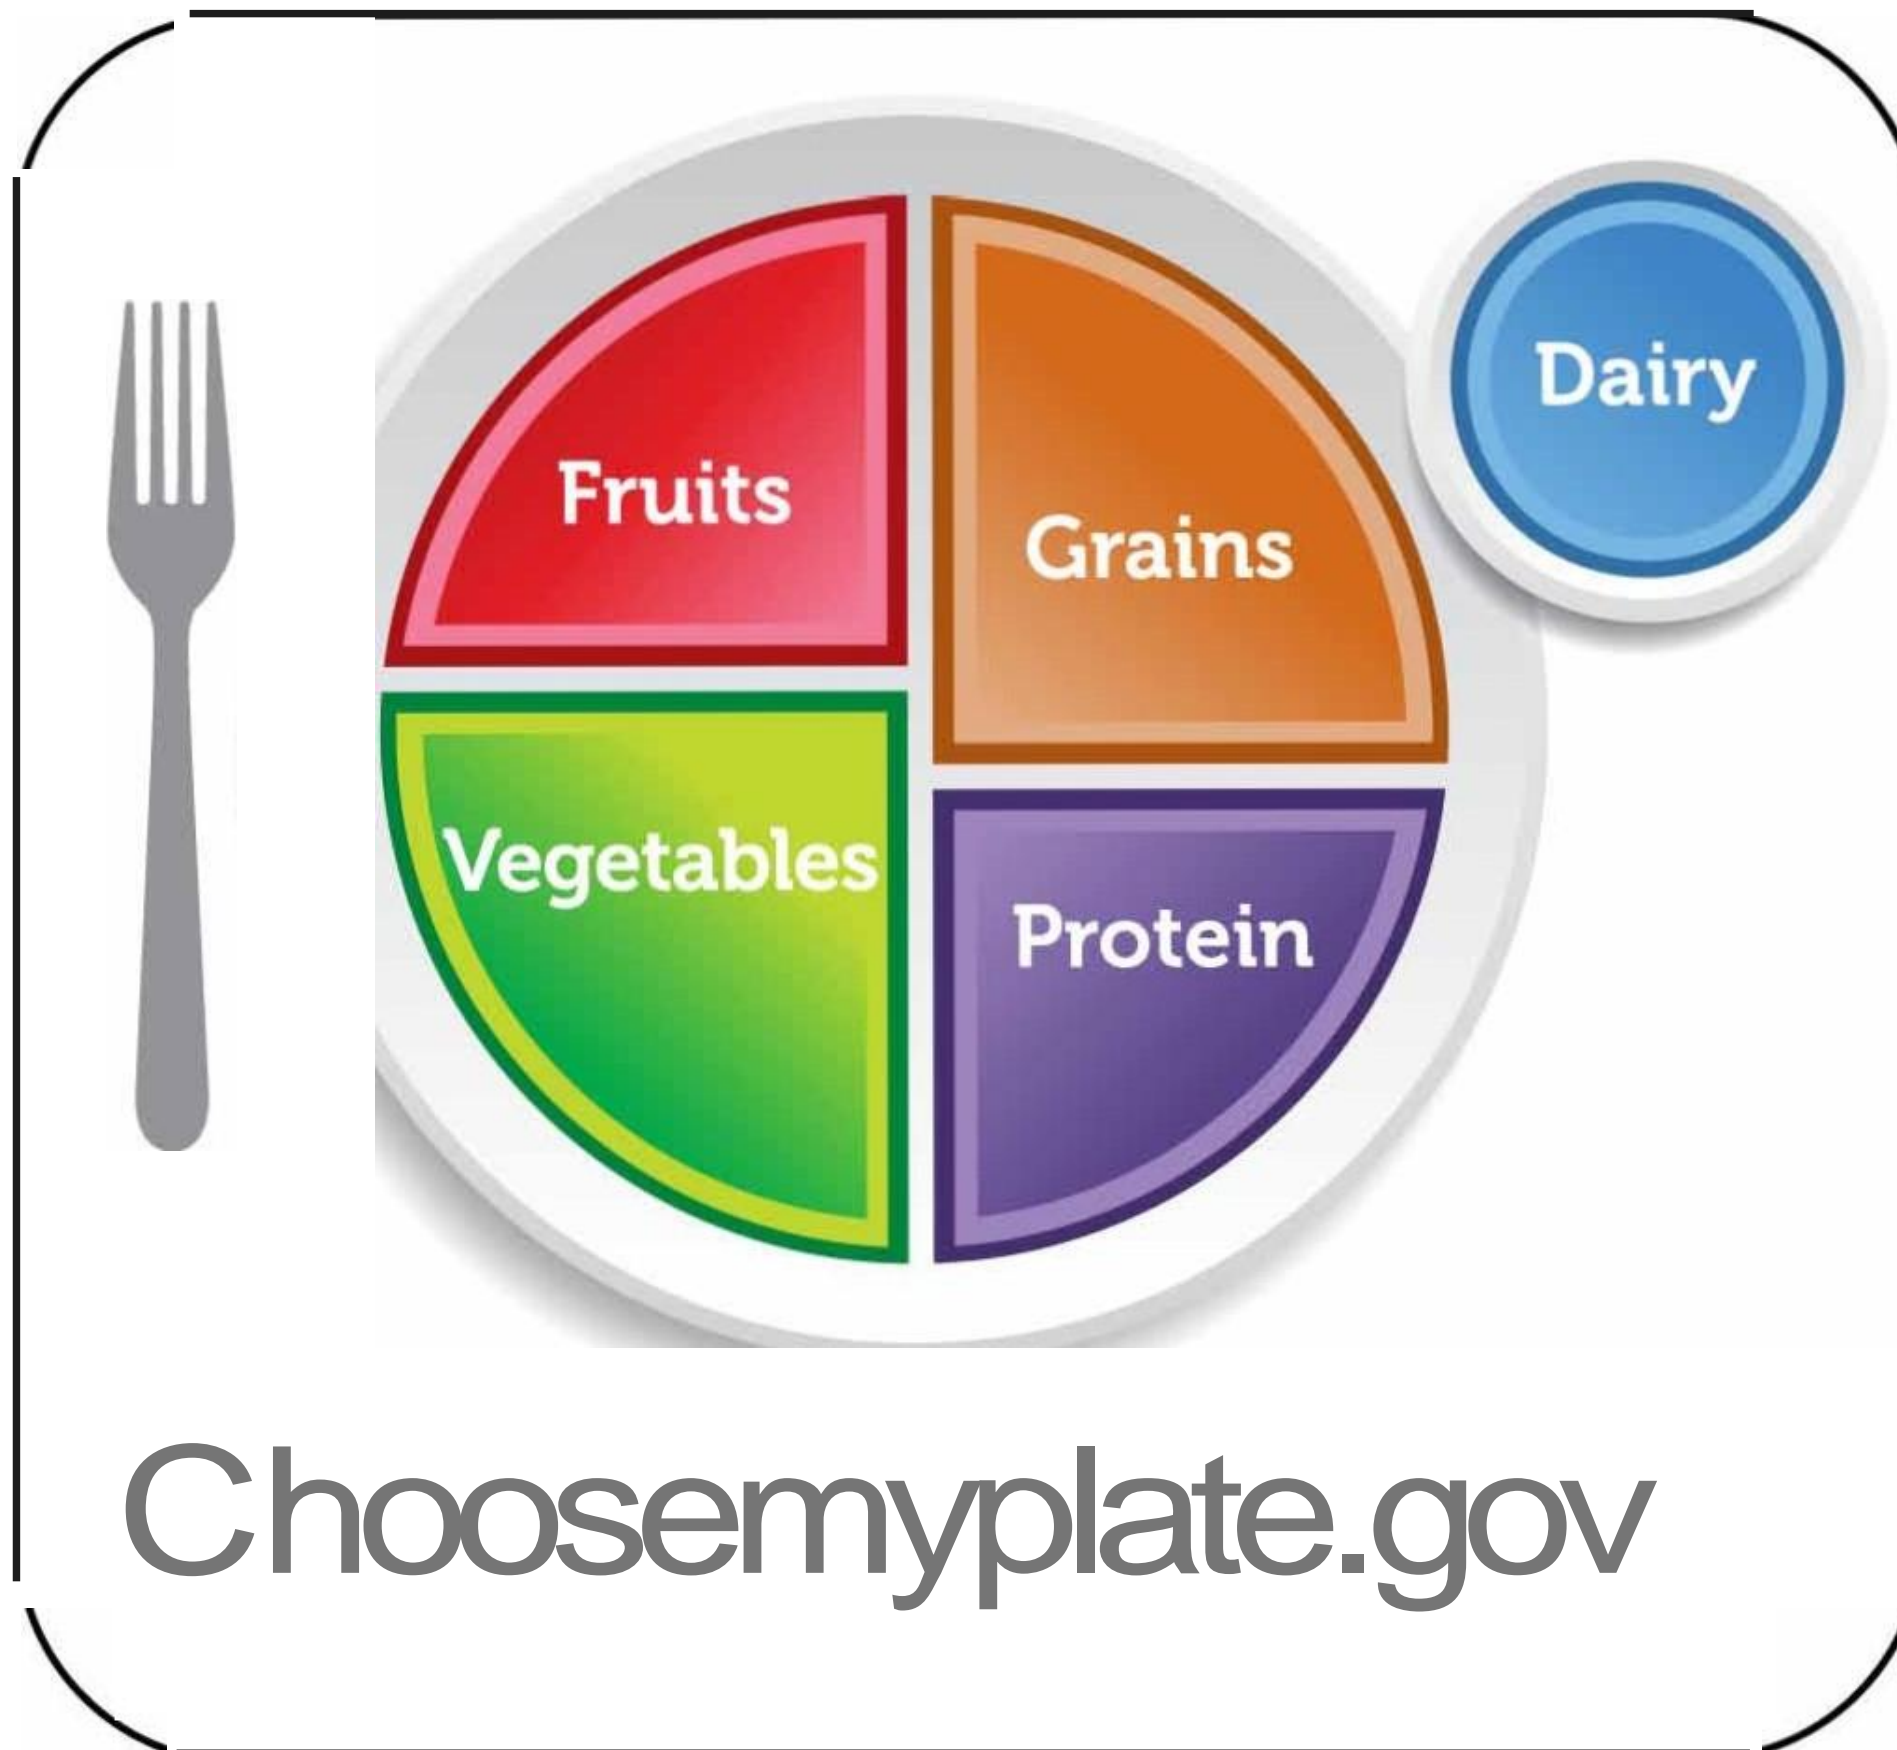 Fruits
Grains
Dairy
Vegetables
Protein
Choosemyplate.gov